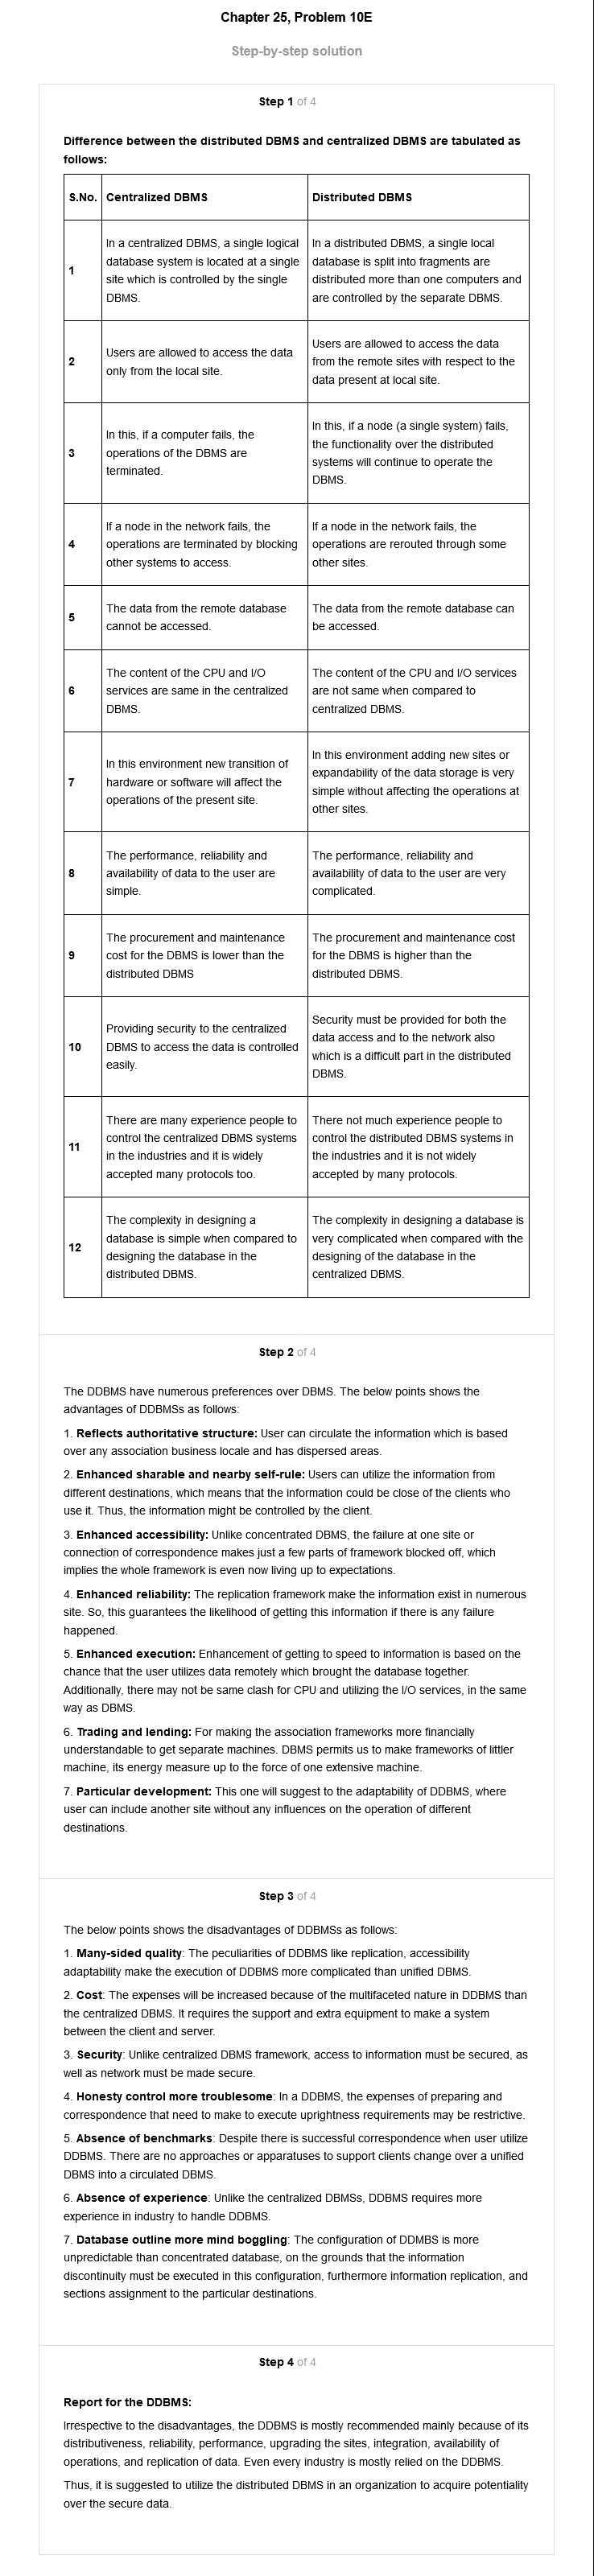 Chapter 25, Problem 10E
Step-by-step solution
Step 1 of 4
Difference between the distributed DBMS and centralized DBMS are tabulated as
follows:
S.No. Centralized DBMS Distributed DBMS
1
In a centralized DBMS, a single logical
database system is located at a single
site which is controlled by the single
DBMS.
In a distributed DBMS, a single local
database is split into fragments are
distributed more than one computers and
are controlled by the separate DBMS.
2
Users are allowed to access the data
only from the local site.
Users are allowed to access the data
from the remote sites with respect to the
data present at local site.
3
In this, if a computer fails, the
operations of the DBMS are
terminated.
In this, if a node (a single system) fails,
the functionality over the distributed
systems will continue to operate the
DBMS.
4
If a node in the network fails, the
operations are terminated by blocking
other systems to access.
If a node in the network fails, the
operations are rerouted through some
other sites.
5
The data from the remote database
cannot be accessed.
The data from the remote database can
be accessed.
6
The content of the CPU and I/O
services are same in the centralized
DBMS.
The content of the CPU and I/O services
are not same when compared to
centralized DBMS.
7
In this environment new transition of
hardware or software will affect the
operations of the present site.
In this environment adding new sites or
expandability of the data storage is very
simple without affecting the operations at
other sites.
8
The performance, reliability and
availability of data to the user are
simple.
The performance, reliability and
availability of data to the user are very
complicated.
9
The procurement and maintenance
cost for the DBMS is lower than the
distributed DBMS
The procurement and maintenance cost
for the DBMS is higher than the
distributed DBMS.
10
Providing security to the centralized
DBMS to access the data is controlled
easily.
Security must be provided for both the
data access and to the network also
which is a difficult part in the distributed
DBMS.
11
There are many experience people to
control the centralized DBMS systems
in the industries and it is widely
accepted many protocols too.
There not much experience people to
control the distributed DBMS systems in
the industries and it is not widely
accepted by many protocols.
12
The complexity in designing a
database is simple when compared to
designing the database in the
distributed DBMS.
The complexity in designing a database is
very complicated when compared with the
designing of the database in the
centralized DBMS.
Step 2 of 4
The DDBMS have numerous preferences over DBMS. The below points shows the
advantages of DDBMSs as follows:
1. Reflects authoritative structure: User can circulate the information which is based
over any association business locale and has dispersed areas.
2. Enhanced sharable and nearby self-rule: Users can utilize the information from
different destinations, which means that the information could be close of the clients who
use it. Thus, the information might be controlled by the client.
3. Enhanced accessibility: Unlike concentrated DBMS, the failure at one site or
connection of correspondence makes just a few parts of framework blocked off, which
implies the whole framework is even now living up to expectations.
4. Enhanced reliability: The replication framework make the information exist in numerous
site. So, this guarantees the likelihood of getting this information if there is any failure
happened.
5. Enhanced execution: Enhancement of getting to speed to information is based on the
chance that the user utilizes data remotely which brought the database together.
Additionally, there may not be same clash for CPU and utilizing the I/O services, in the same
way as DBMS.
6. Trading and lending: For making the association frameworks more financially
understandable to get separate machines. DBMS permits us to make frameworks of littler
machine, its energy measure up to the force of one extensive machine.
7. Particular development: This one will suggest to the adaptability of DDBMS, where
user can include another site without any influences on the operation of different
destinations.
Step 3 of 4
The below points shows the disadvantages of DDBMSs as follows:
1. Many-sided quality: The peculiarities of DDBMS like replication, accessibility
adaptability make the execution of DDBMS more complicated than unified DBMS.
2. Cost: The expenses will be increased because of the multifaceted nature in DDBMS than
the centralized DBMS. It requires the support and extra equipment to make a system
between the client and server.
3. Security: Unlike centralized DBMS framework, access to information must be secured, as
well as network must be made secure.
4. Honesty control more troublesome: In a DDBMS, the expenses of preparing and
correspondence that need to make to execute uprightness requirements may be restrictive.
5. Absence of benchmarks: Despite there is successful correspondence when user utilize
DDBMS. There are no approaches or apparatuses to support clients change over a unified
DBMS into a circulated DBMS.
6. Absence of experience: Unlike the centralized DBMSs, DDBMS requires more
experience in industry to handle DDBMS.
7. Database outline more mind boggling: The configuration of DDMBS is more
unpredictable than concentrated database, on the grounds that the information
discontinuity must be executed in this configuration, furthermore information replication, and
sections assignment to the particular destinations.
Step 4 of 4
Report for the DDBMS:
Irrespective to the disadvantages, the DDBMS is mostly recommended mainly because of its
distributiveness, reliability, performance, upgrading the sites, integration, availability of
operations, and replication of data. Even every industry is mostly relied on the DDBMS.
Thus, it is suggested to utilize the distributed DBMS in an organization to acquire potentiality
over the secure data.